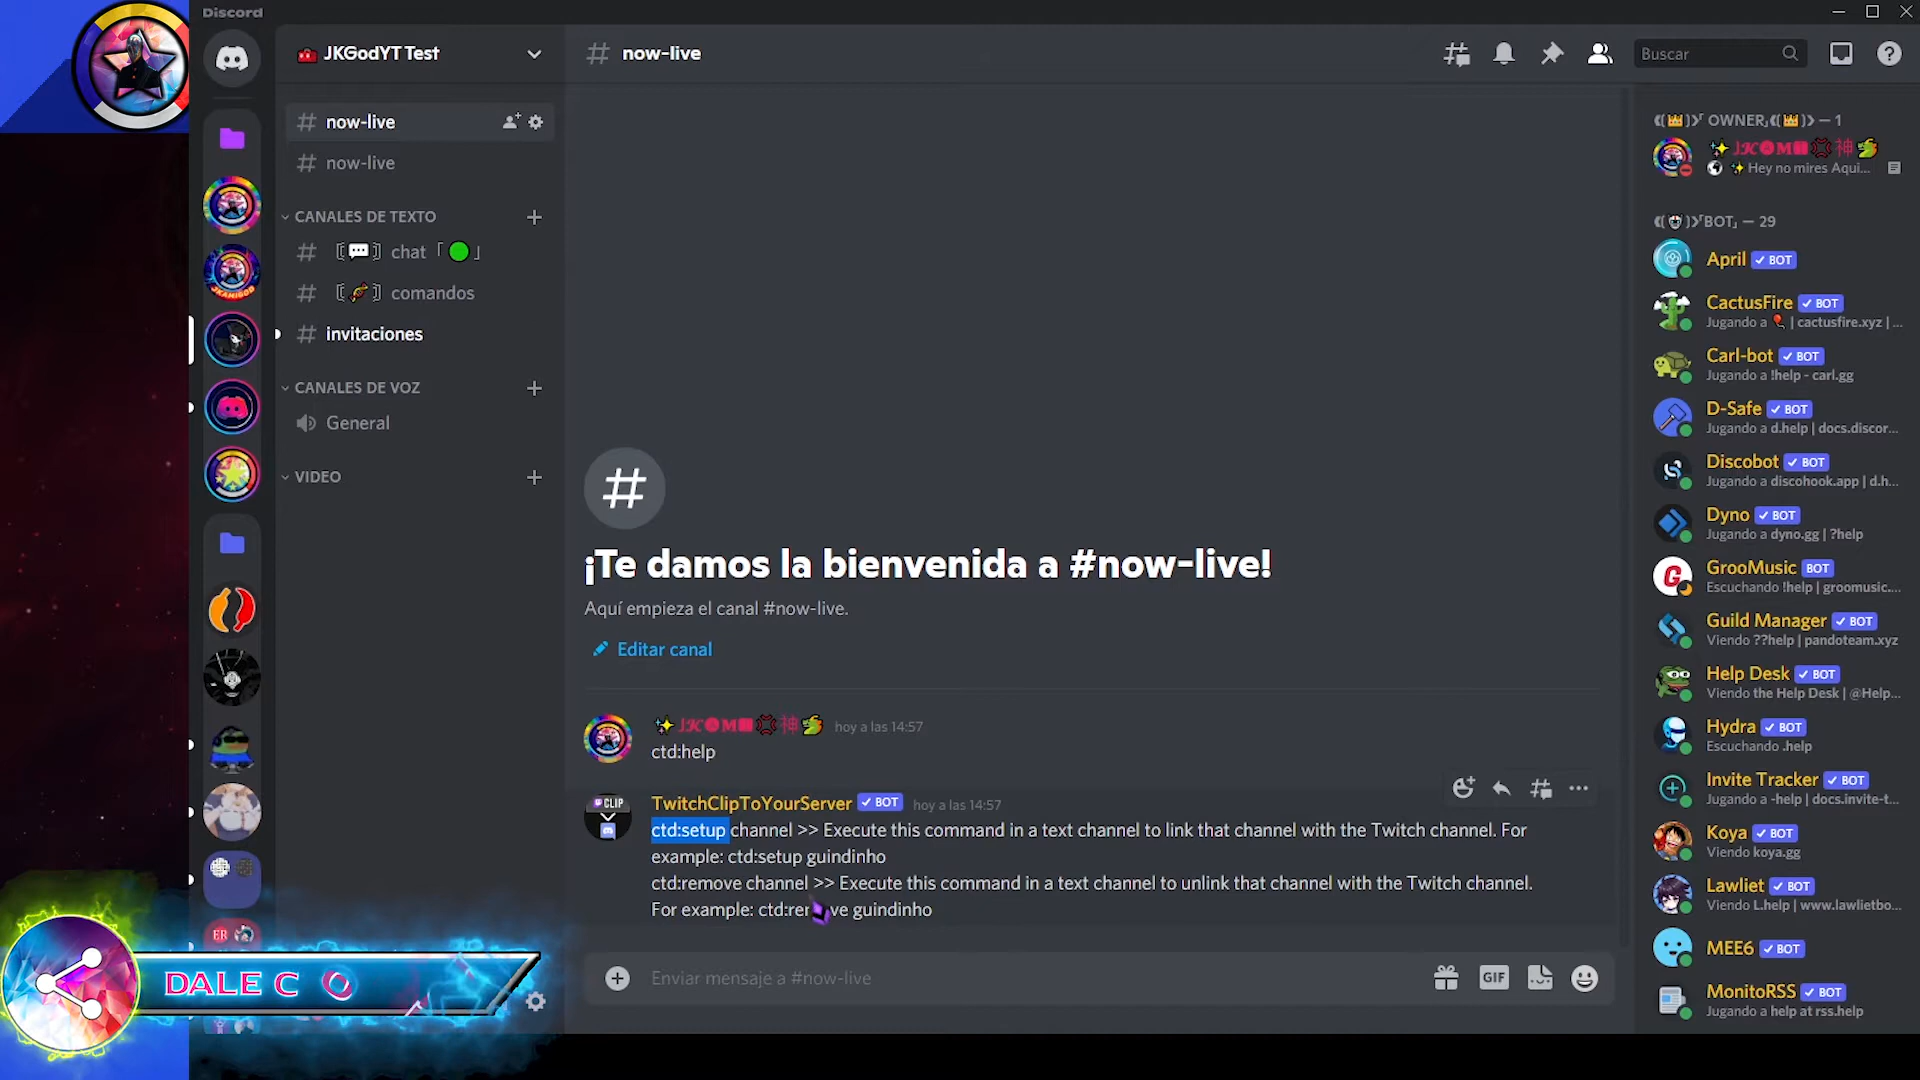 Discord
JKGodYT Test
now-live
Buscar
now-live
now-live
CANALES DE TEXTO
chat
comandos
invitaciones
CANALES DE VOZ
General
VIDEO
¡Te damos la bienvenida a #now-live!
Aquí empieza el canal #now-live.
Editar canal
hoy a las 14:57
ctd:help
TwitchClipToYourServer ✓ BOT hoy a las 14:57
ctd:setup channel >> Execute this command in a text channel to link that channel with the Twitch channel. For
example: ctd:setup guindinho
ctd:remove channel >> Execute this command in a text channel to unlink that channel with the Twitch channel.
For example: ctd:remove guindinho
Enviar mensaje a #now-live
GIF
OWNER — 1
Hey no mires Aqui...
BOT — 29
April ✓ BOT
CactusFire ✓ BOT
Jugando a | cactusfire.xyz | ...
Carl-bot ✓ BOT
Jugando a !help - carl.gg
D-Safe ✓ BOT
Jugando a d.help | docs.discor...
Discobot ✓ BOT
Jugando a discohook.app | d.h...
Dyno ✓ BOT
Jugando a dyno.gg | ?help
GrooMusic BOT
Escuchando !help | groomusic....
Guild Manager ✓ BOT
Viendo ??help | pandoteam.xyz
Help Desk ✓ BOT
Viendo the Help Desk | @Help...
Hydra ✓ BOT
Escuchando .help
Invite Tracker ✓ BOT
Jugando a -help | docs.invite-t...
Koya ✓ BOT
Viendo koya.gg
Lawliet ✓ BOT
Viendo L.help | www.lawlietbo...
MEE6 ✓ BOT
MonitoRSS ✓ BOT
Jugando a help at rss.help
CLIP
JKAMIGOD
ER
DALE C